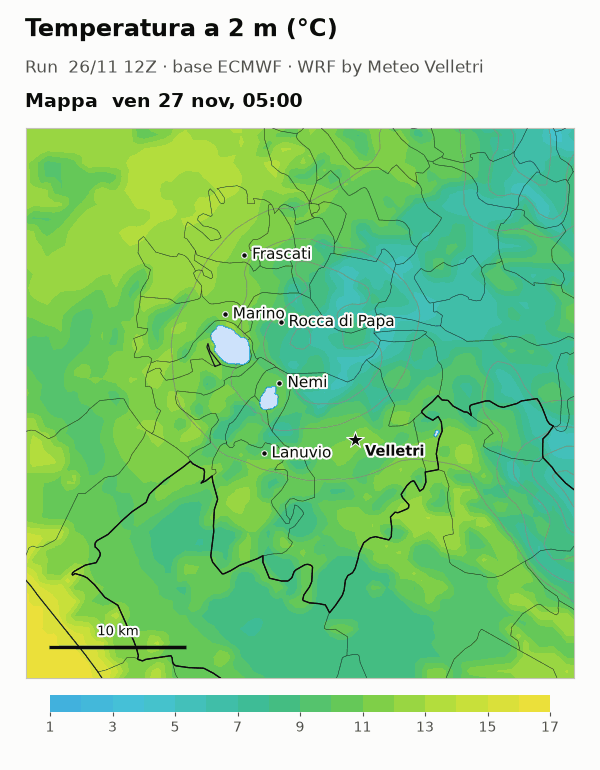 Temperatura a 2 m (°C)
Run  26/11 12Z · base ECMWF · WRF by Meteo Velletri
Mappa  ven 27 nov, 05:00
Frascati
Marino
Rocca di Papa
Nemi
Velletri
Lanuvio
10 km
1 3 5 7 9 11 13 15 17